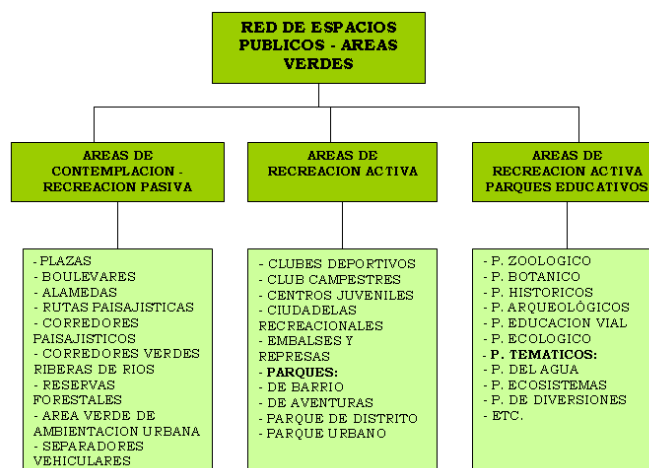 RED DE ESPACIOS
PUBLICOS - AREAS
VERDES
AREAS DE
CONTEMPLACION -
RECREACION PASIVA
AREAS DE
RECREACION ACTIVA
AREAS DE
RECREACION ACTIVA
PARQUES EDUCATIVOS
- PLAZAS
- BOULEVARES
- ALAMEDAS
- RUTAS PAISAJISTICAS
- CORREDORES
PAISAJISTICOS
- CORREDORES VERDES
RIBERAS DE RIOS
- RESERVAS
FORESTALES
- AREA VERDE DE
AMBIENTACION URBANA
- SEPARADORES
VEHICULARES
- CLUBES DEPORTIVOS
- CLUB CAMPESTRES
- CENTROS JUVENILES
- CIUDADELAS
RECREACIONALES
- EMBALSES Y
REPRESAS
- PARQUES:
- DE BARRIO
- DE AVENTURAS
- PARQUE DE DISTRITO
- PARQUE URBANO
- P. ZOOLOGICO
- P. BOTANICO
- P. HISTORICOS
- P. ARQUEOLÓGICOS
- P. EDUCACION VIAL
- P. ECOLOGICO
- P. TEMATICOS:
- P. DEL AGUA
- P. ECOSISTEMAS
- P. DE DIVERSIONES
- ETC.